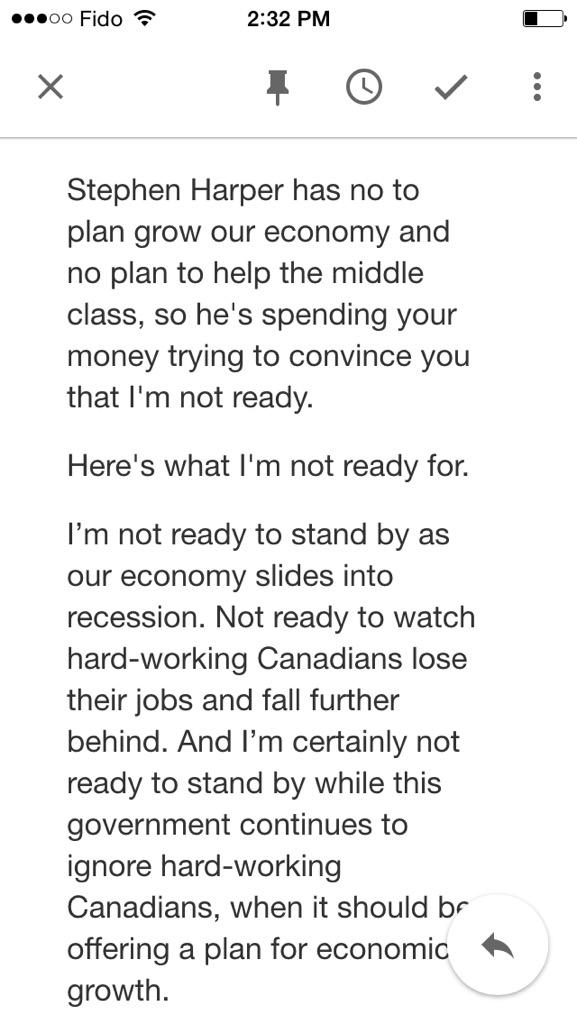 Fido 2:32 PM
Stephen Harper has no to
plan grow our economy and
no plan to help the middle
class, so he's spending your
money trying to convince you
that I'm not ready.
Here's what I'm not ready for.
I’m not ready to stand by as
our economy slides into
recession. Not ready to watch
hard-working Canadians lose
their jobs and fall further
behind. And I’m certainly not
ready to stand by while this
government continues to
ignore hard-working
Canadians, when it should be
offering a plan for economic
growth.